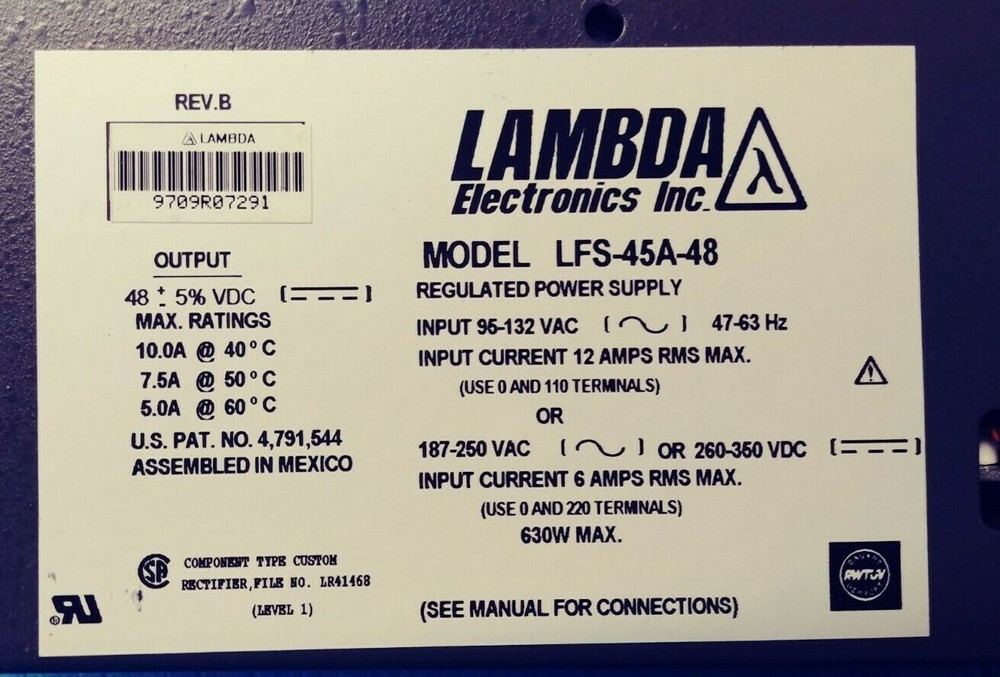 REV.B
LAMBDA
9709R07291
LAMBDA
Electronics Inc.
λ
MODEL LFS-45A-48
REGULATED POWER SUPPLY
INPUT 95-132 VAC [ ∿ ] 47-63 Hz
INPUT CURRENT 12 AMPS RMS MAX.
(USE 0 AND 110 TERMINALS)
OR
187-250 VAC [ ∿ ] OR 260-350 VDC [ ⎓ ]
INPUT CURRENT 6 AMPS RMS MAX.
(USE 0 AND 220 TERMINALS)
630W MAX.
(SEE MANUAL FOR CONNECTIONS)
OUTPUT
48 ± 5% VDC [ ⎓ ]
MAX. RATINGS
10.0A @ 40° C
7.5A @ 50° C
5.0A @ 60° C
U.S. PAT. NO. 4,791,544
ASSEMBLED IN MEXICO
COMPONENT TYPE CUSTOM
RECTIFIER,FILE NO. LR41468
(LEVEL 1)
RWTÜV